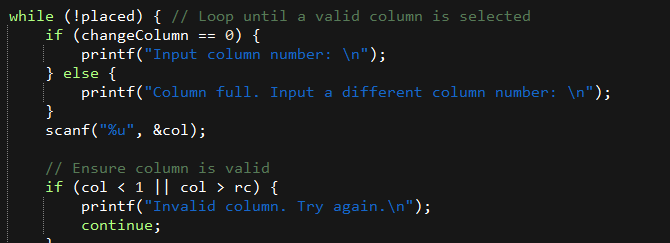 while (!placed) { // Loop until a valid column is selected
if (changeColumn == 0) {
printf("Input column number: \n");
} else {
printf("Column full. Input a different column number: \n");
}
scanf("%u", &col);
// Ensure column is valid
if (col < 1 || col > rc) {
printf("Invalid column. Try again.\n");
continue;
}